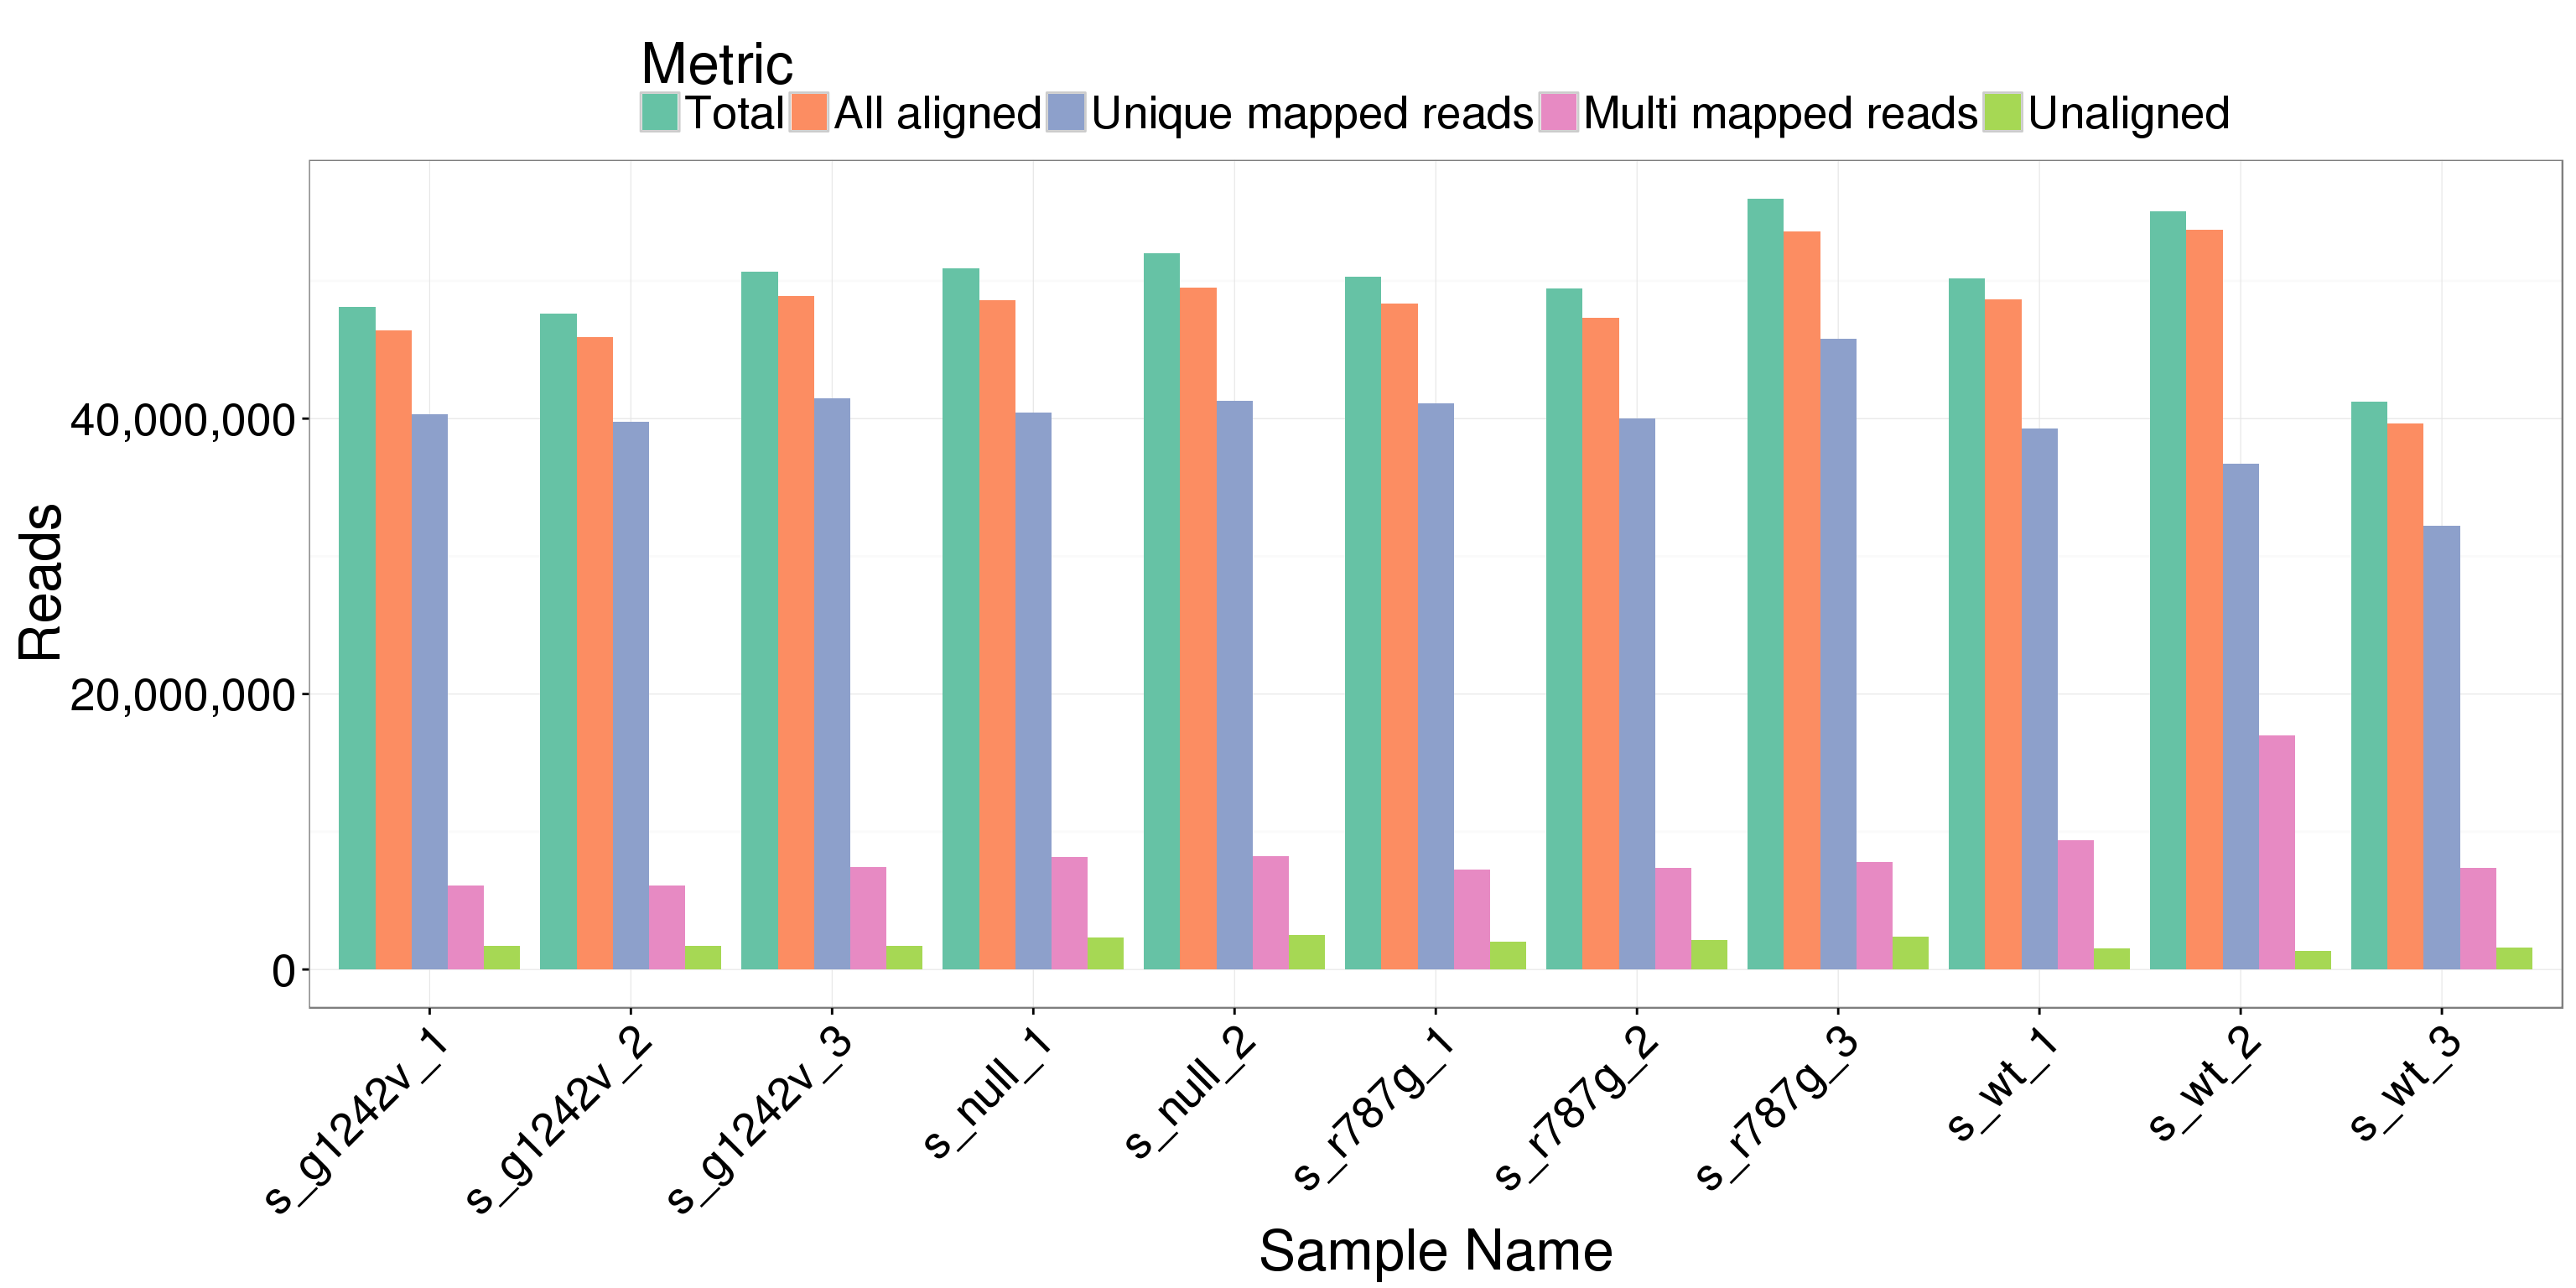 Metric
Total All aligned Unique mapped reads Multi mapped reads Unaligned
Reads
40,000,000
20,000,000
0
s_g1242v_1
s_g1242v_2
s_g1242v_3
s_null_1
s_null_2
s_r787g_1
s_r787g_2
s_r787g_3
s_wt_1
s_wt_2
s_wt_3
Sample Name